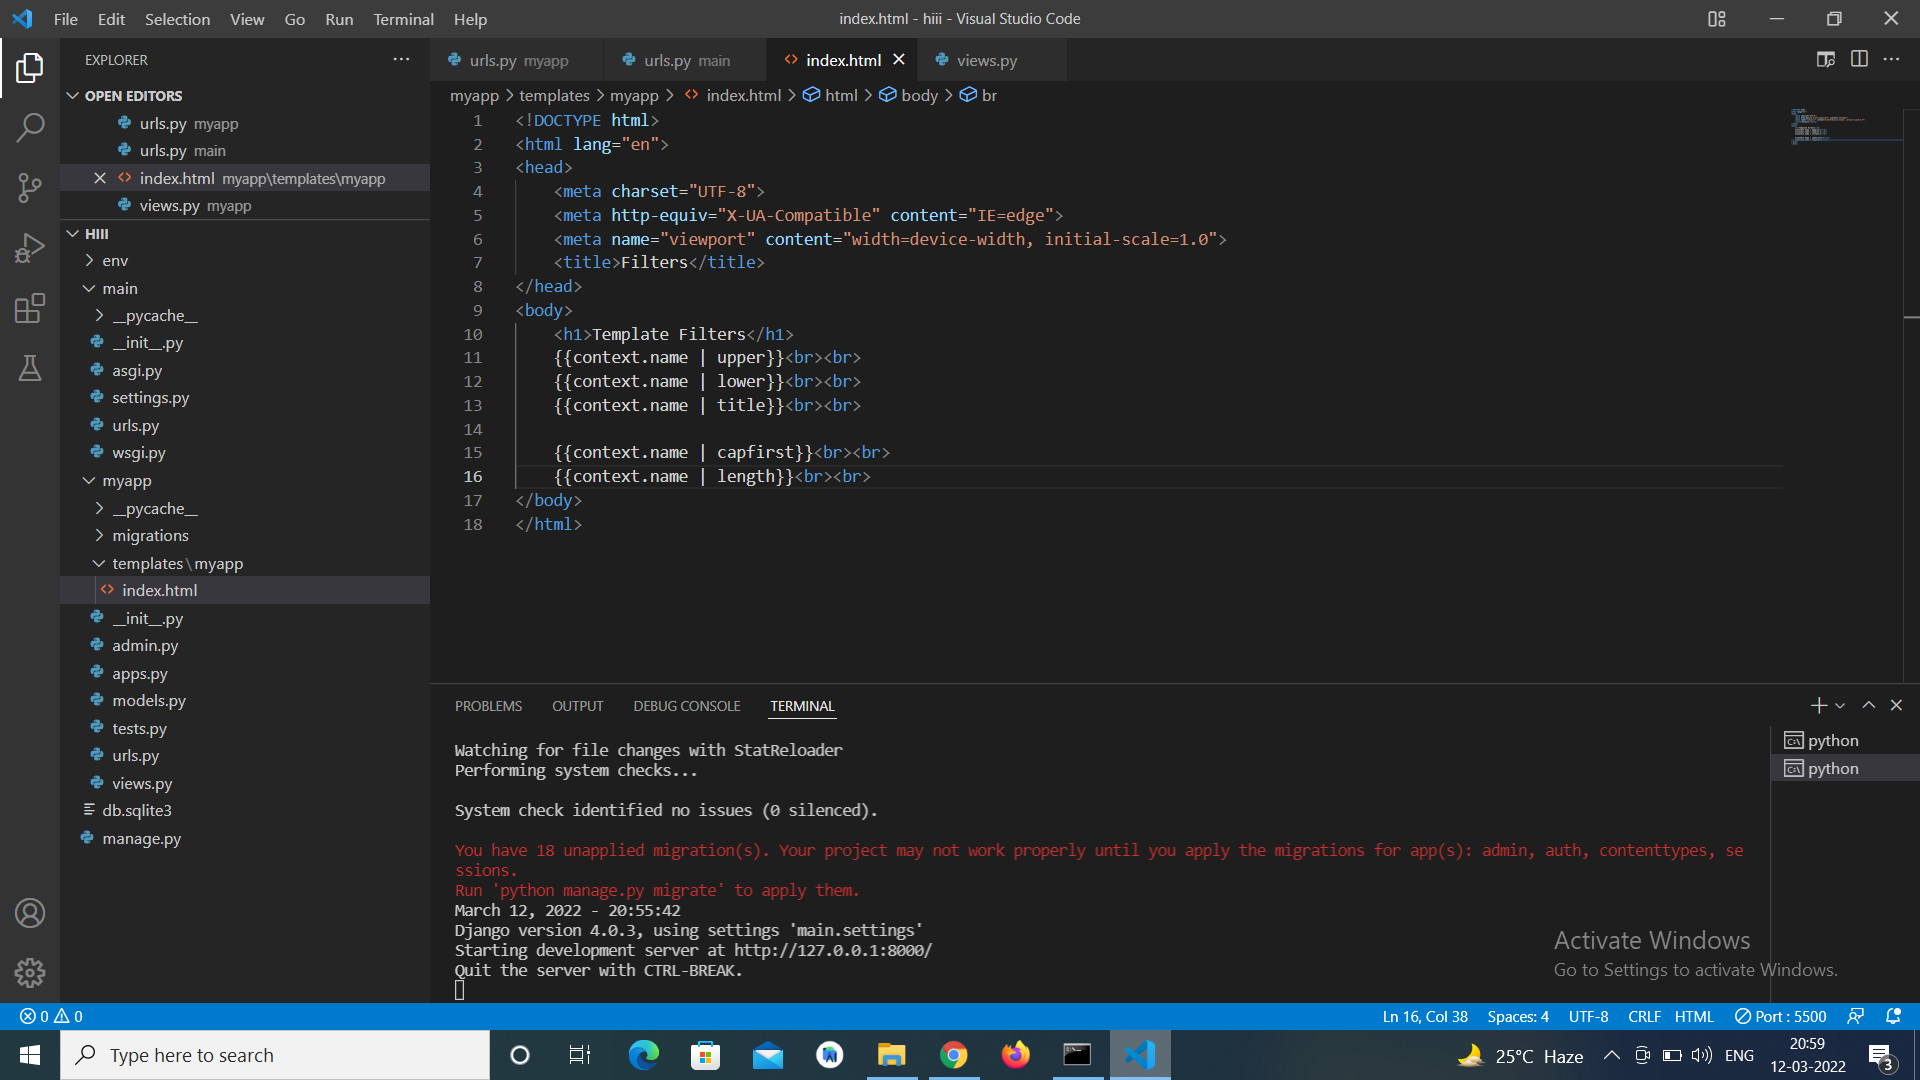 File Edit Selection View Go Run Terminal Help
index.html - hiii - Visual Studio Code
EXPLORER
OPEN EDITORS
urls.py myapp
urls.py main
index.html myapp\templates\myapp
views.py myapp
HIII
env
main
__pycache__
__init__.py
asgi.py
settings.py
urls.py
wsgi.py
myapp
__pycache__
migrations
templates\myapp
index.html
__init__.py
admin.py
apps.py
models.py
tests.py
urls.py
views.py
db.sqlite3
manage.py
urls.py myapp urls.py main index.html views.py
myapp > templates > myapp > index.html > html > body > br
1 <!DOCTYPE html>
2 <html lang="en">
3 <head>
4 <meta charset="UTF-8">
5 <meta http-equiv="X-UA-Compatible" content="IE=edge">
6 <meta name="viewport" content="width=device-width, initial-scale=1.0">
7 <title>Filters</title>
8 </head>
9 <body>
10 <h1>Template Filters</h1>
11 {{context.name | upper}}<br><br>
12 {{context.name | lower}}<br><br>
13 {{context.name | title}}<br><br>
14
15 {{context.name | capfirst}}<br><br>
16 {{context.name | length}}<br><br>
17 </body>
18 </html>
PROBLEMS OUTPUT DEBUG CONSOLE TERMINAL
Watching for file changes with StatReloader
Performing system checks...
System check identified no issues (0 silenced).
You have 18 unapplied migration(s). Your project may not work properly until you apply the migrations for app(s): admin, auth, contenttypes, se
ssions.
Run 'python manage.py migrate' to apply them.
March 12, 2022 - 20:55:42
Django version 4.0.3, using settings 'main.settings'
Starting development server at http://127.0.0.1:8000/
Quit the server with CTRL-BREAK.
python
python
Activate Windows
Go to Settings to activate Windows.
0 0
Ln 16, Col 38 Spaces: 4 UTF-8 CRLF HTML Port : 5500
Type here to search
25°C Haze
ENG
20:59
12-03-2022
3